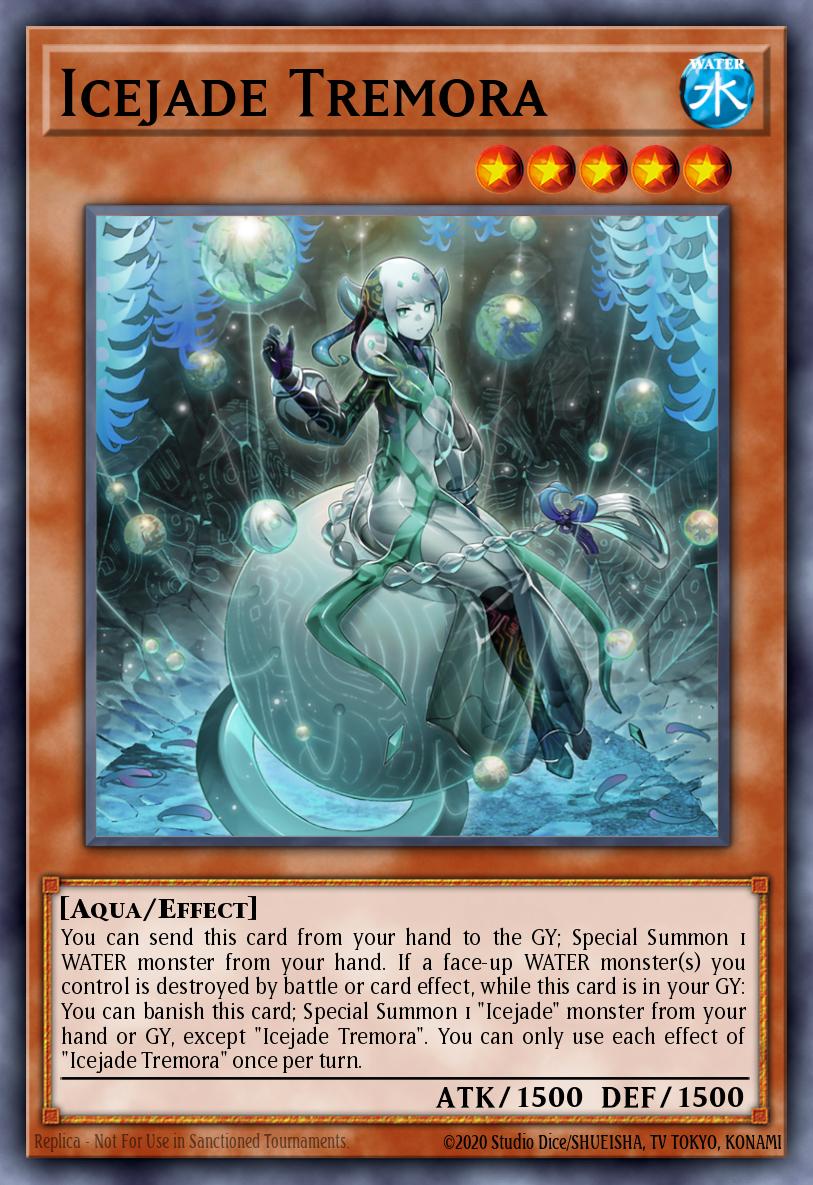 Icejade Tremora
WATER
水
[Aqua/Effect]
You can send this card from your hand to the GY; Special Summon 1
WATER monster from your hand. If a face-up WATER monster(s) you
control is destroyed by battle or card effect, while this card is in your GY:
You can banish this card; Special Summon 1 "Icejade" monster from your
hand or GY, except "Icejade Tremora". You can only use each effect of
"Icejade Tremora" once per turn.
ATK/1500 DEF/1500
Replica - Not For Use in Sanctioned Tournaments.
©2020 Studio Dice/SHUEISHA, TV TOKYO, KONAMI